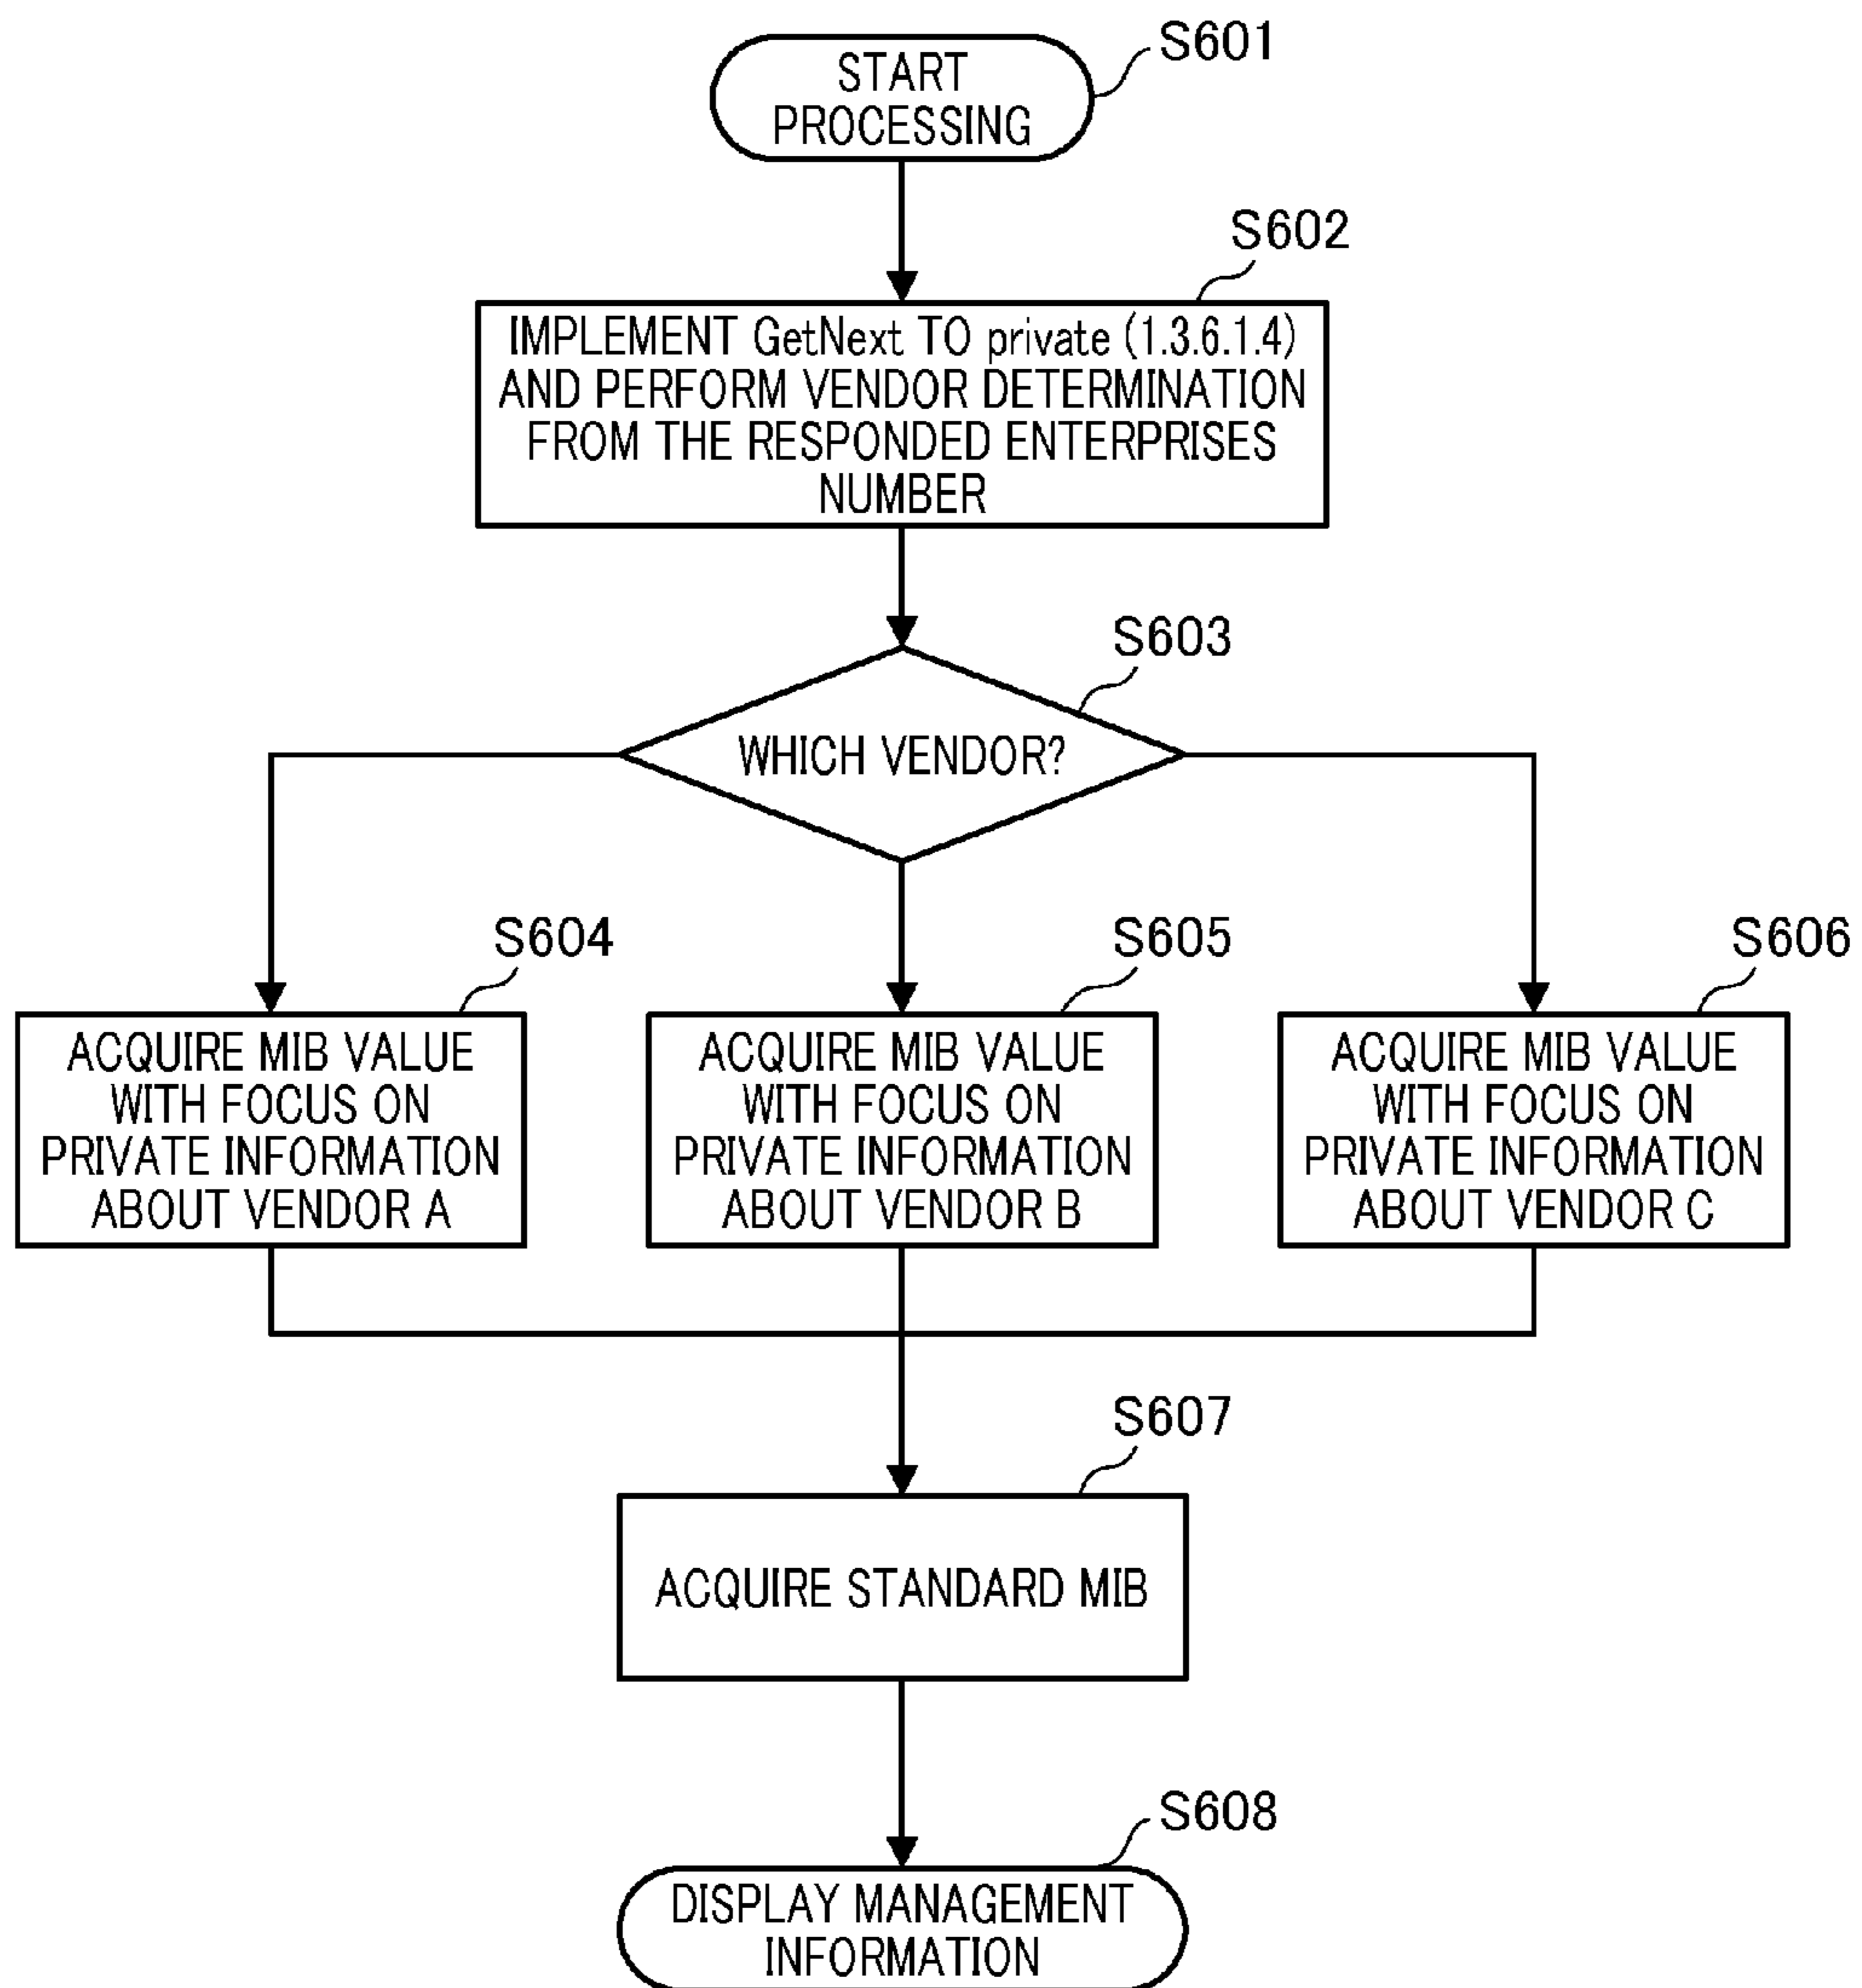 S601
START
PROCESSING
S602
IMPLEMENT GetNext TO private (1.3.6.1.4)
AND PERFORM VENDOR DETERMINATION
FROM THE RESPONDED ENTERPRISES
NUMBER
S603
WHICH VENDOR?
S604
ACQUIRE MIB VALUE
WITH FOCUS ON
PRIVATE INFORMATION
ABOUT VENDOR A
S605
ACQUIRE MIB VALUE
WITH FOCUS ON
PRIVATE INFORMATION
ABOUT VENDOR B
S606
ACQUIRE MIB VALUE
WITH FOCUS ON
PRIVATE INFORMATION
ABOUT VENDOR C
S607
ACQUIRE STANDARD MIB
S608
DISPLAY MANAGEMENT
INFORMATION